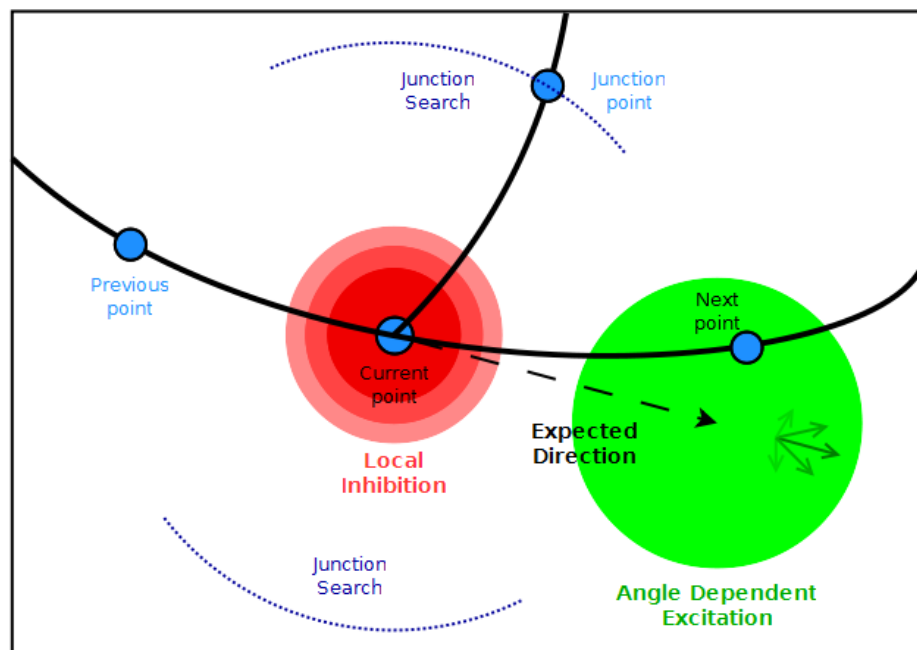 Junction
Search
Junction
point
Previous
point
Next
point
Current
point
Expected
Direction
Local
Inhibition
Junction
Search
Angle Dependent
Excitation